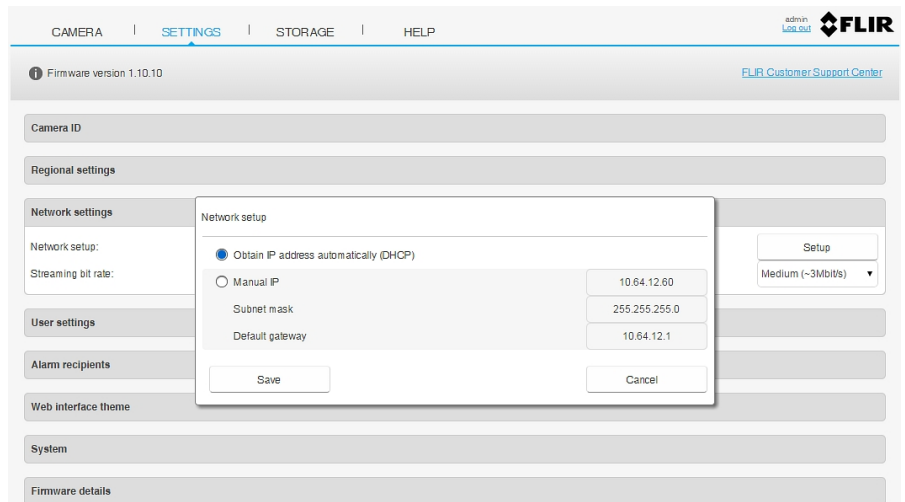 CAMERA | SETTINGS | STORAGE | HELP
admin
Log out
FLIR
Firmware version 1.10.10
FLIR Customer Support Center
Camera ID
Regional settings
Network settings
Network setup:
Setup
Streaming bit rate:
Medium (~3Mbit/s)
Network setup
Obtain IP address automatically (DHCP)
Manual IP 10.64.12.60
Subnet mask 255.255.255.0
Default gateway 10.64.12.1
Save Cancel
User settings
Alarm recipients
Web interface theme
System
Firmware details